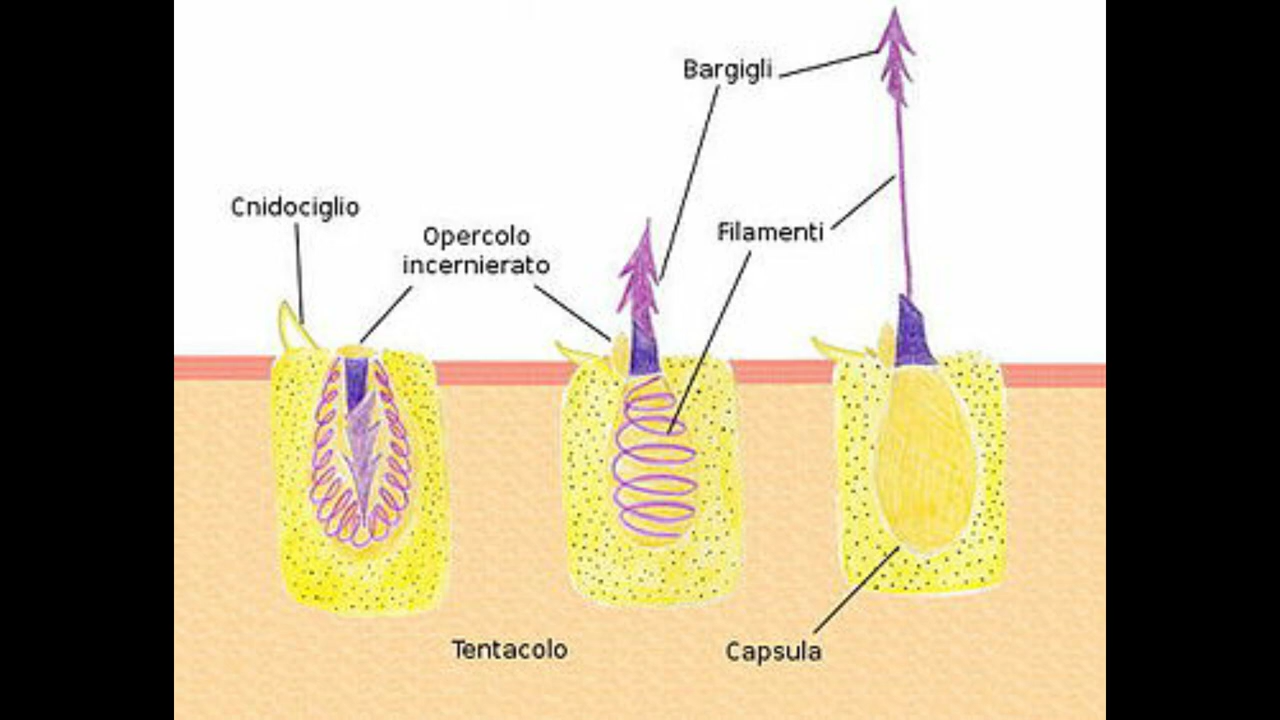 Bargigli
Cnidociglio
Opercolo
incernierato
Filamenti
Tentacolo
Capsula